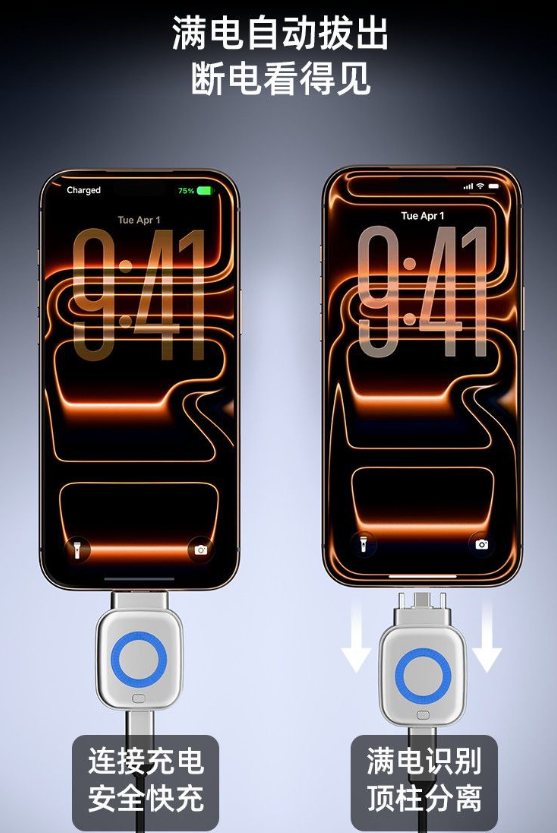 满电自动拔出
断电看得见
Charged
75%
Tue Apr 1
9:41
Tue Apr 1
9:41
连接充电
安全快充
满电识别
顶柱分离